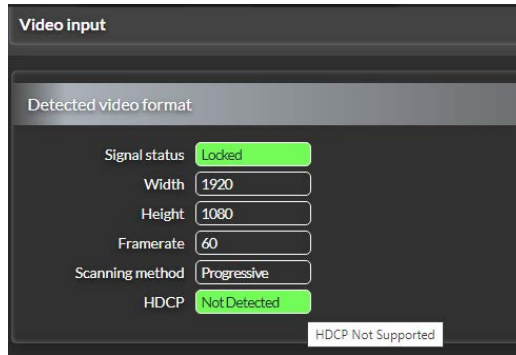 Video input
Detected video format
Signal status Locked
Width 1920
Height 1080
Framerate 60
Scanning method Progressive
HDCP Not Detected
HDCP Not Supported